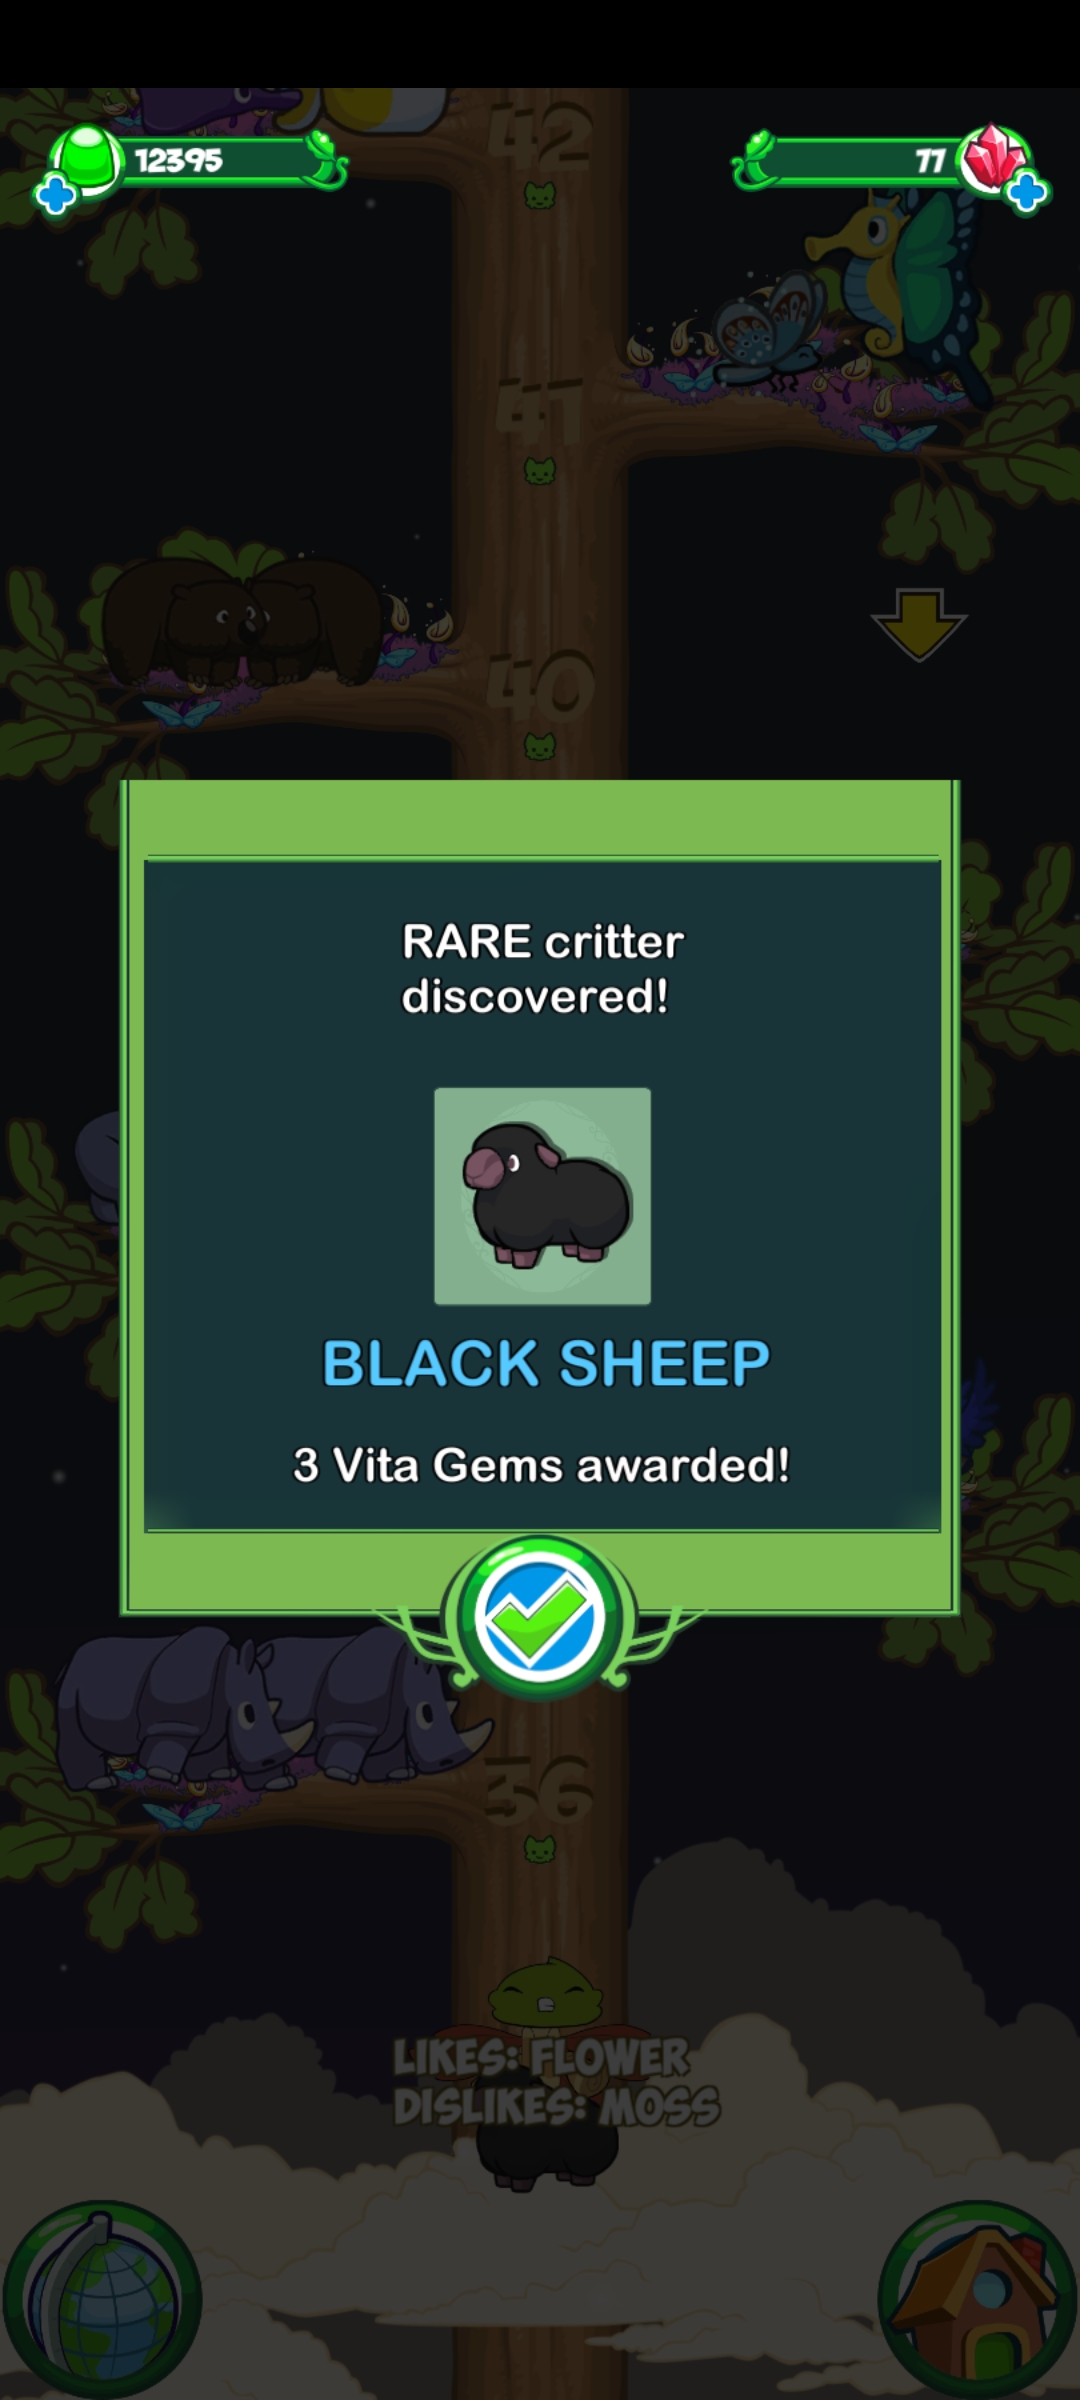 42
12395
77
41
40
RARE critter
discovered!
BLACK SHEEP
3 Vita Gems awarded!
36
LIKES: FLOWER
DISLIKES: MOSS